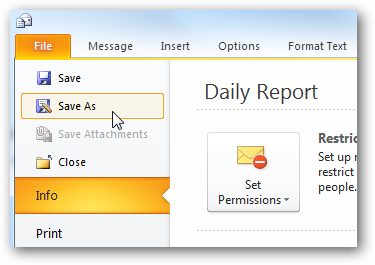 File Message Insert Options Format Text
Save
Save As
Save Attachments
Close
Info
Print
Daily Report
Set
Permissions
Restric
Set up r
restrict
people.